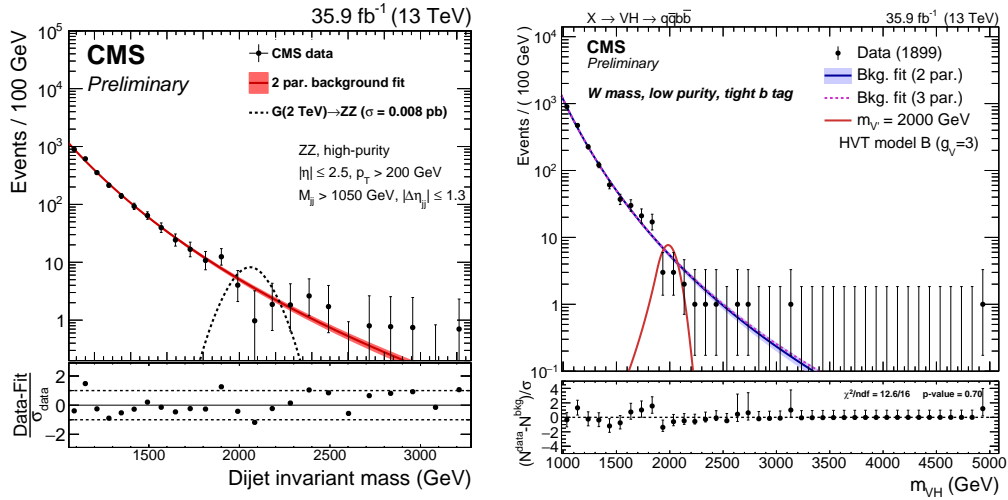 35.9 fb⁻¹ (13 TeV)
CMS
Preliminary
CMS data
2 par. background fit
G(2 TeV)→ZZ (σ = 0.008 pb)
ZZ, high-purity
|η| ≤ 2.5, p_T > 200 GeV
M_jj > 1050 GeV, |Δη_jj| ≤ 1.3
Events / 100 GeV
10⁵
10⁴
10³
10²
10
1
Data-Fit
σ_data
2
0
−2
1500 2000 2500 3000
Dijet invariant mass (GeV)
X → VH → qq̅bb̅ 35.9 fb⁻¹ (13 TeV)
CMS
Preliminary
W mass, low purity, tight b tag
Data (1899)
Bkg. fit (2 par.)
Bkg. fit (3 par.)
m_V' = 2000 GeV
HVT model B (g_V=3)
Events / ( 100 GeV )
10⁴
10³
10²
10
1
10⁻¹
χ²/ndf = 12.6/16 p-value = 0.70
(N^data-N^bkg)/σ
4
2
0
−2
−4
1000 1500 2000 2500 3000 3500 4000 4500 5000
m_VH (GeV)